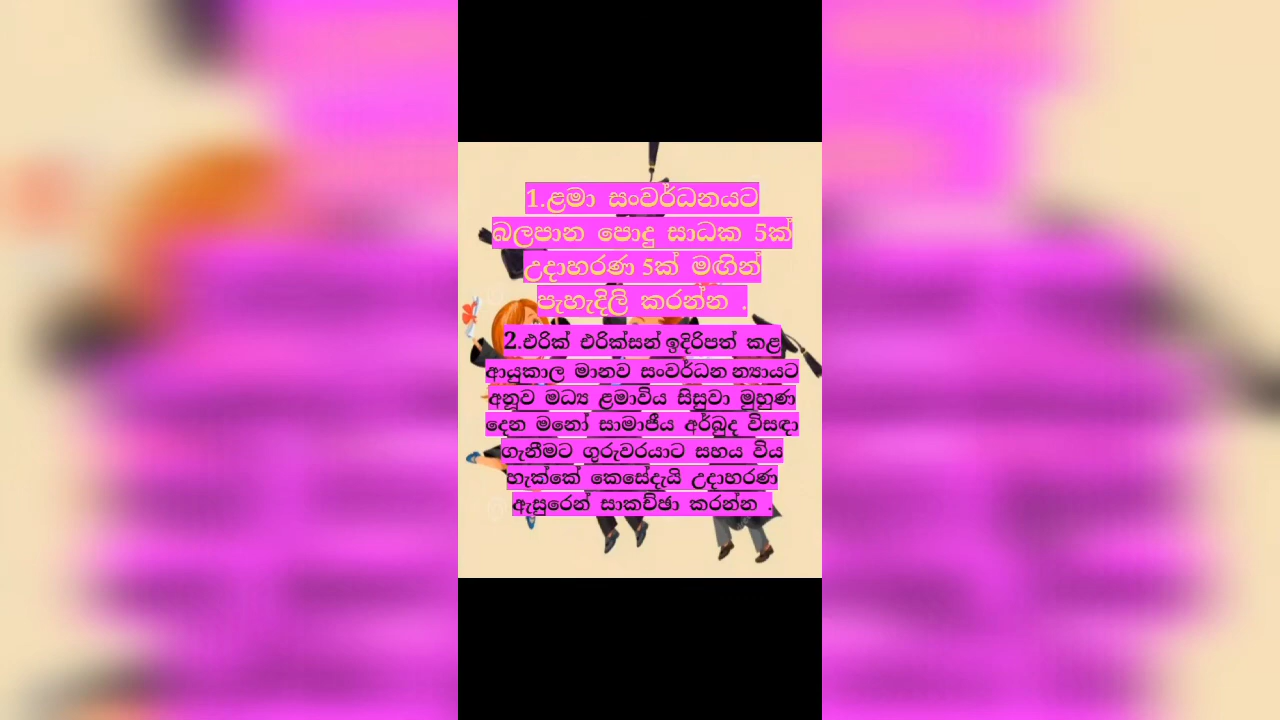 1.ළමා සංවර්ධනයට
බලපාන පොදු සාධක 5ක්
උදාහරණ 5ක් මඟින්
පැහැදිලි කරන්න .
2.එරික් එරික්සන් ඉදිරිපත් කළ
ආයුකාල මානව සංවර්ධන න්‍යායට
අනූව මධ්‍ය ළමාවිය සිසුවා මුහුණ
දෙන මනෝ සාමාජීය අර්බුද විසඳා
ගැනීමට ගුරුවරයාට සහය විය
හැක්කේ කෙසේදැයි උදාහරණ
ඇසුරෙන් සාකච්ඡා කරන්න .